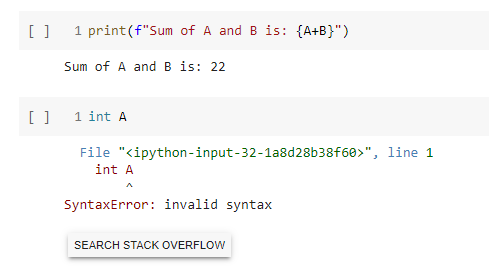 [ ] 1 print(f"Sum of A and B is: {A+B}")
Sum of A and B is: 22
[ ] 1 int A
File "<ipython-input-32-1a8d28b38f60>", line 1
int A
^
SyntaxError: invalid syntax
SEARCH STACK OVERFLOW